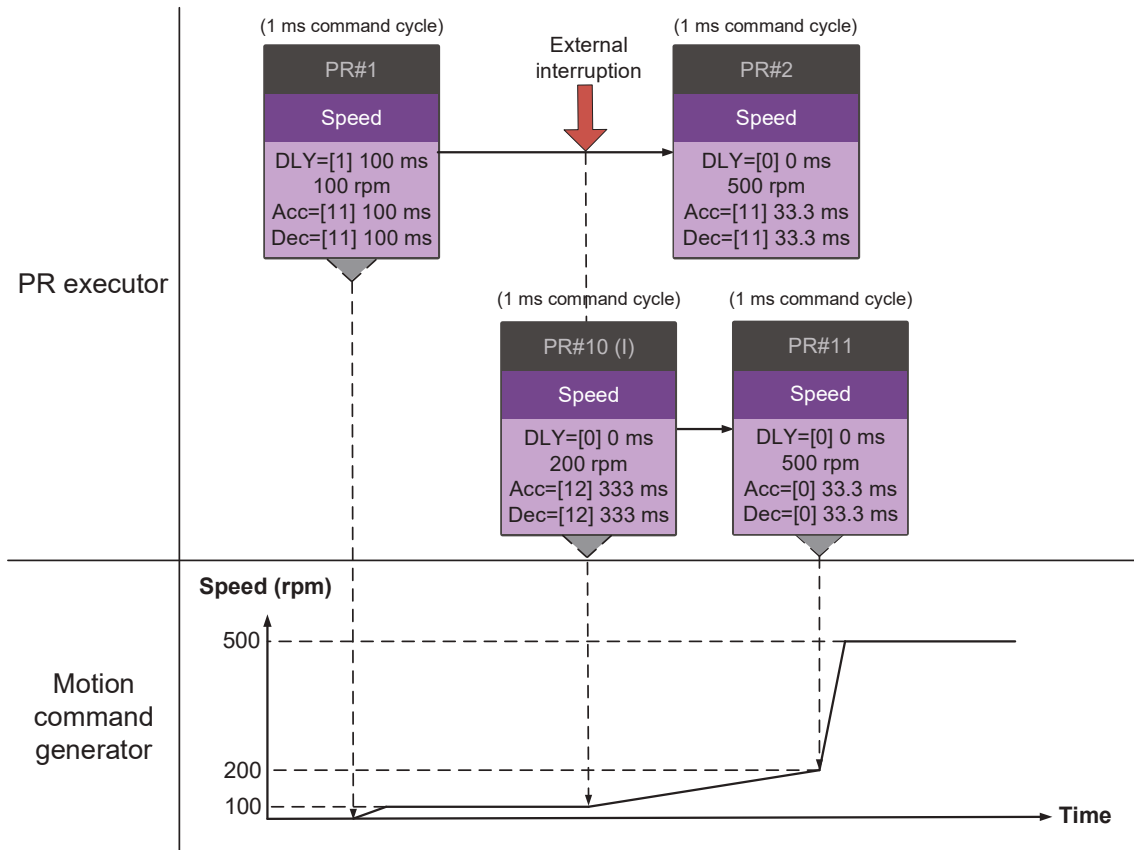 (1 ms command cycle)
PR#1
Speed
DLY=[1] 100 ms
100 rpm
Acc=[11] 100 ms
Dec=[11] 100 ms
External
interruption
(1 ms command cycle)
PR#2
Speed
DLY=[0] 0 ms
500 rpm
Acc=[11] 33.3 ms
Dec=[11] 33.3 ms
PR executor
(1 ms command cycle)
PR#10 (I)
Speed
DLY=[0] 0 ms
200 rpm
Acc=[12] 333 ms
Dec=[12] 333 ms
(1 ms command cycle)
PR#11
Speed
DLY=[0] 0 ms
500 rpm
Acc=[0] 33.3 ms
Dec=[0] 33.3 ms
Motion
command
generator
Speed (rpm)
500
200
100
Time